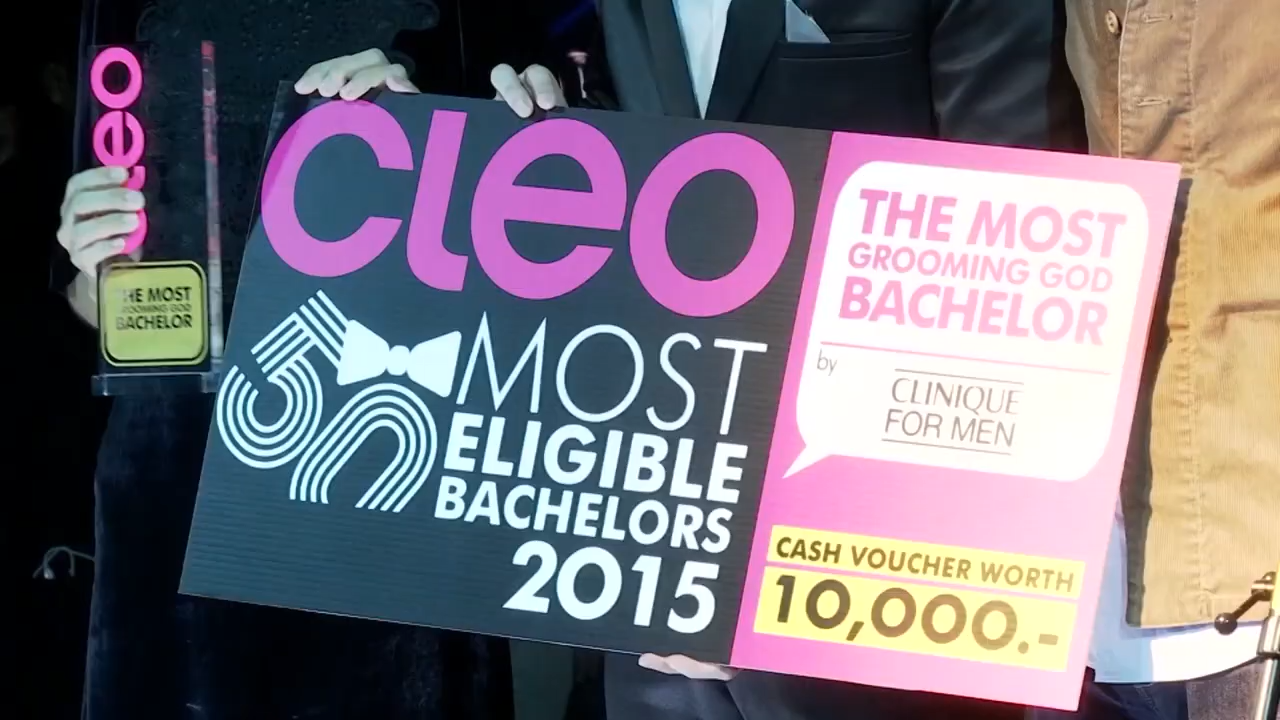 cleo
THE MOST
GROOMING GOD
BACHELOR
cleo
50
MOST
ELIGIBLE
BACHELORS
2015
THE MOST
GROOMING GOD
BACHELOR
by
CLINIQUE
FOR MEN
CASH VOUCHER WORTH
10,000.-